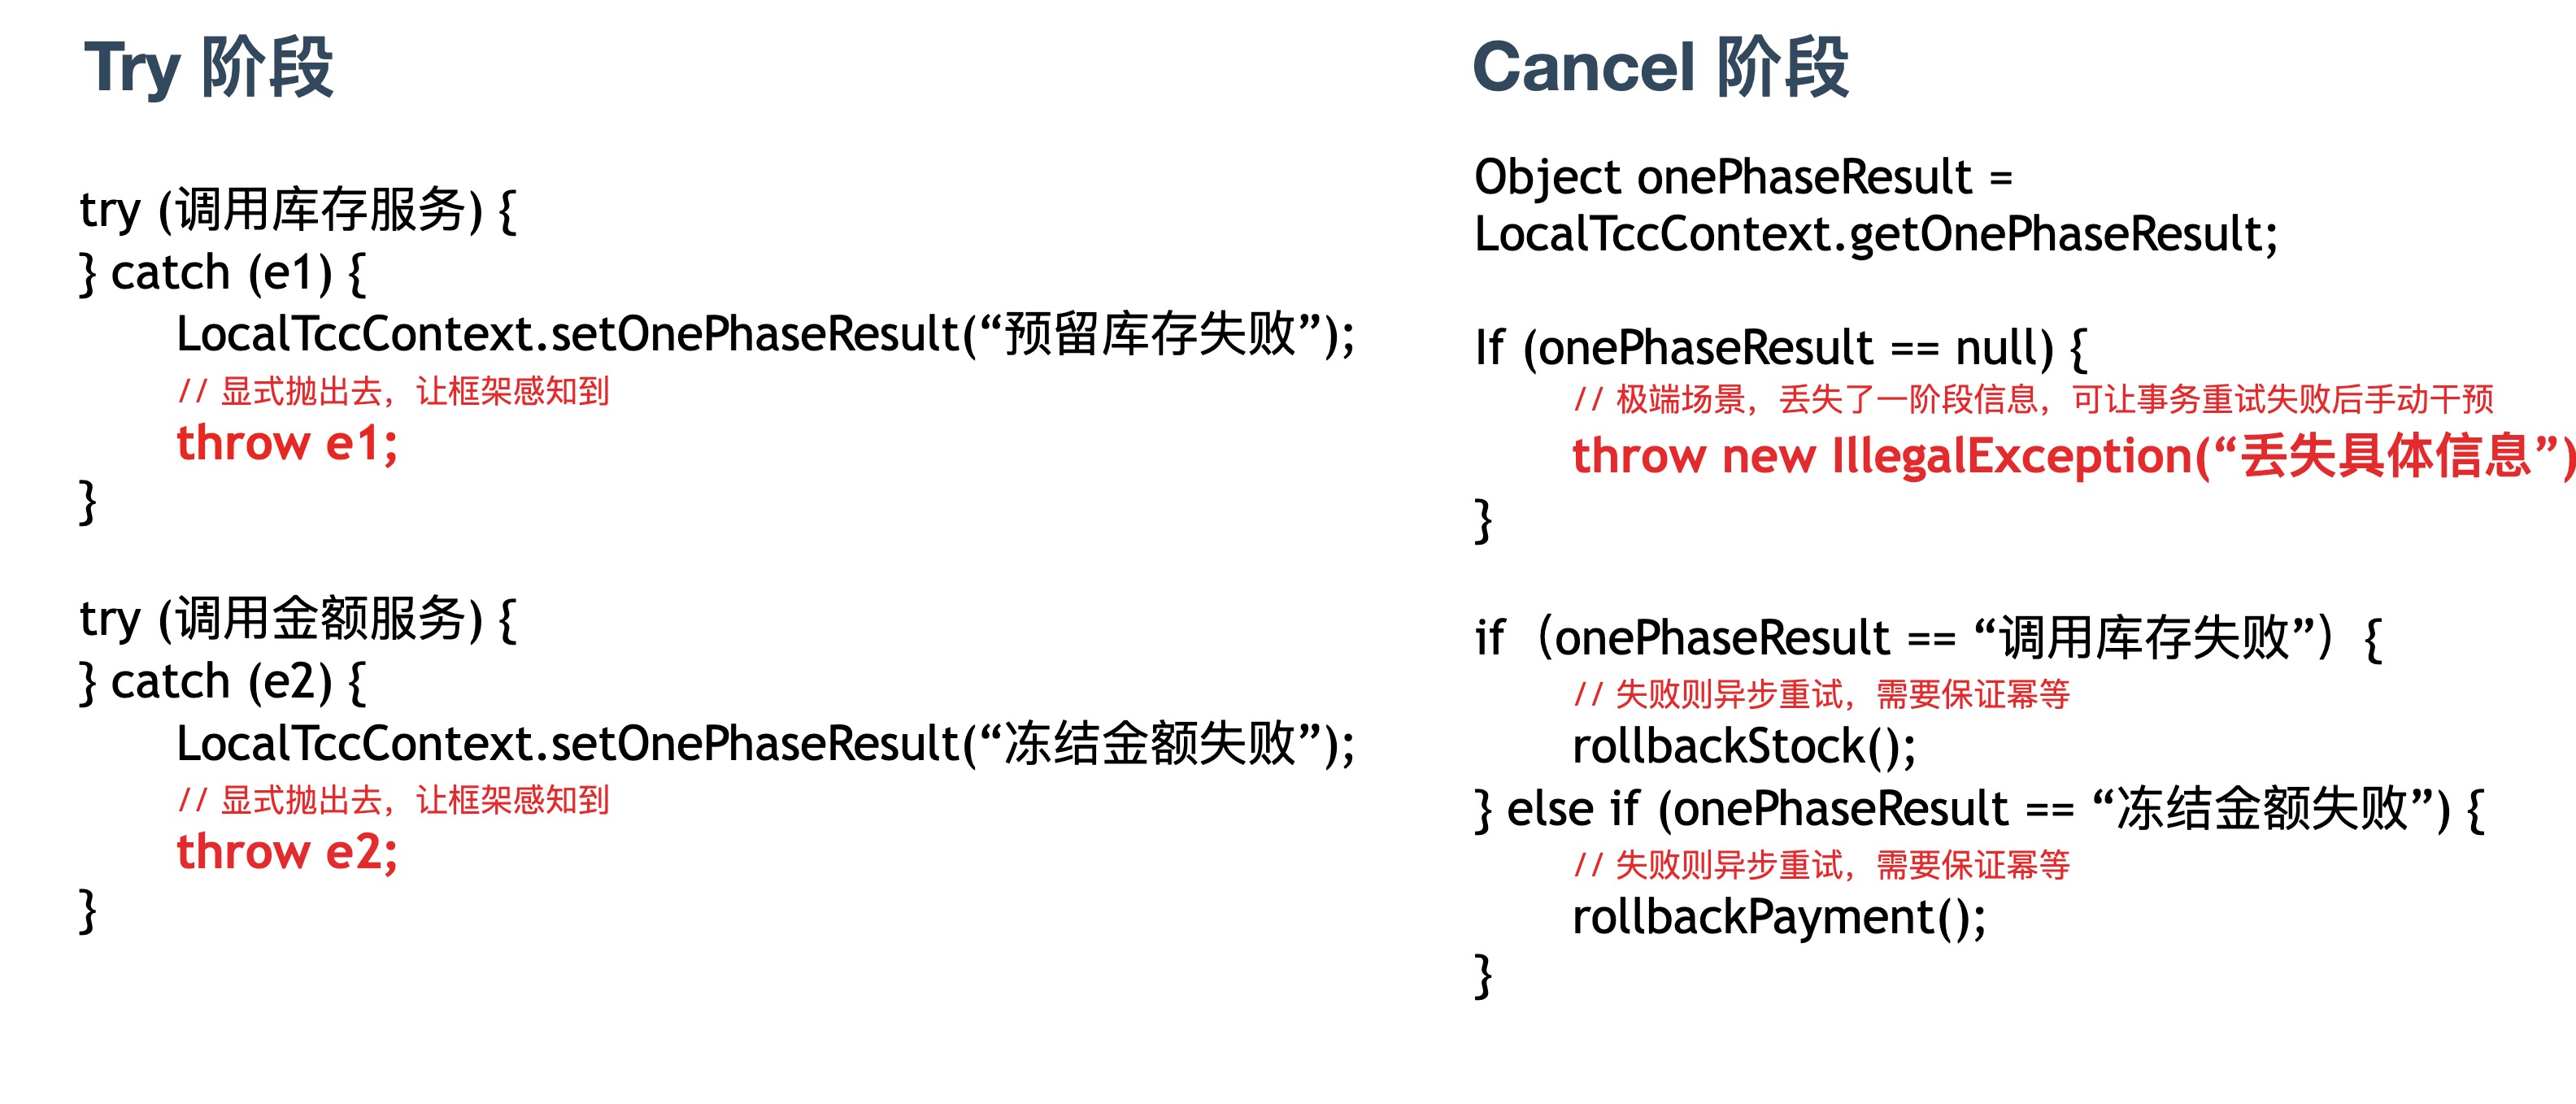 Try 阶段
try (调用库存服务) {
} catch (e1) {
LocalTccContext.setOnePhaseResult(“预留库存失败”);
// 显式抛出去，让框架感知到
throw e1;
}
try (调用金额服务) {
} catch (e2) {
LocalTccContext.setOnePhaseResult(“冻结金额失败”);
// 显式抛出去，让框架感知到
throw e2;
}
Cancel 阶段
Object onePhaseResult =
LocalTccContext.getOnePhaseResult;
If (onePhaseResult == null) {
// 极端场景，丢失了一阶段信息，可让事务重试失败后手动干预
throw new IllegalException(“丢失具体信息”)
}
if（onePhaseResult == “调用库存失败”）{
// 失败则异步重试，需要保证幂等
rollbackStock();
} else if (onePhaseResult == “冻结金额失败”) {
// 失败则异步重试，需要保证幂等
rollbackPayment();
}